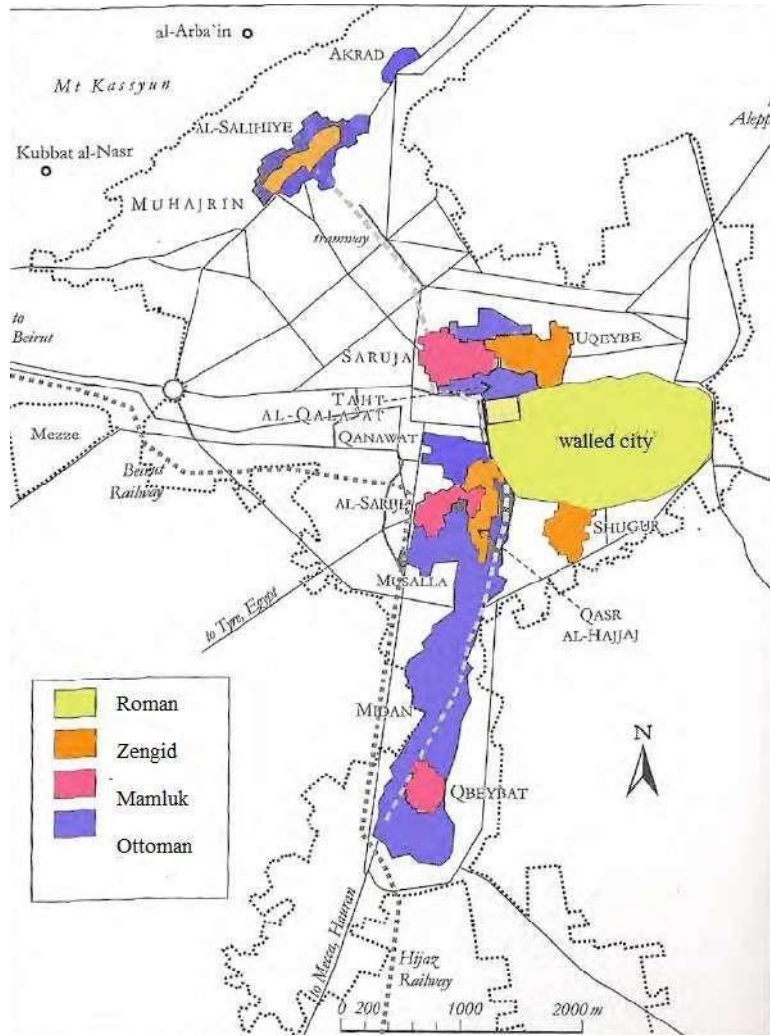 al-Arba`in
AKRAD
Mt Kassyun
AL-SALIHIYE
Kubbat al-Nasr
MUHAJRIN
Alepp
tramway
to
Beirut
SARUJA
UQEYBE
TAHT
AL-QALA'AT
QANAWAT
walled city
Mezze
Beirut
Railway
AL-SARIJE
SHUGUR
MUSALLA
to Tyre, Egypt
QASR
AL-HAJJAJ
Roman
Zengid
Mamluk
Ottoman
MIDAN
N
QBEYBAT
to Mecca, Hauran
Hijaz
Railway
0 200 1000 2000 m